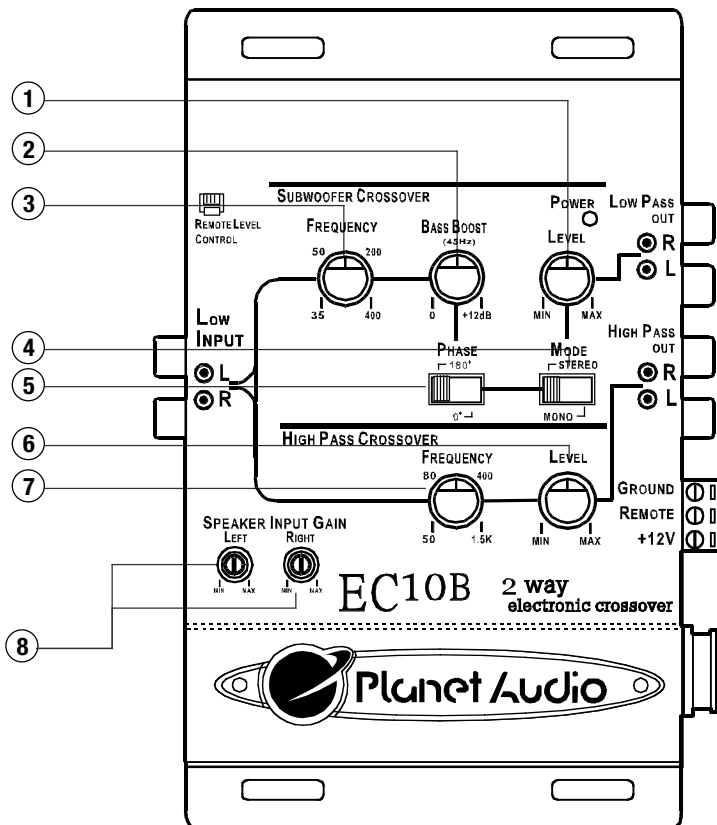 1
2
3
4
5
6
7
8
SUBWOOFER CROSSOVER
REMOTE LEVEL
CONTROL
FREQUENCY
50 200
35 400
BASS BOOST
(45HZ)
0 +12dB
POWER
LEVEL
MIN MAX
LOW PASS
OUT
R
L
LOW
INPUT
L
R
PHASE
180°
0°
MODE
STEREO
MONO
HIGH PASS
OUT
R
L
HIGH PASS CROSSOVER
FREQUENCY
80 400
50 1.5K
LEVEL
MIN MAX
GROUND
REMOTE
+12V
SPEAKER INPUT GAIN
LEFT RIGHT
MIN MAX MIN MAX
EC10B 2 way
electronic crossover
Planet Audio